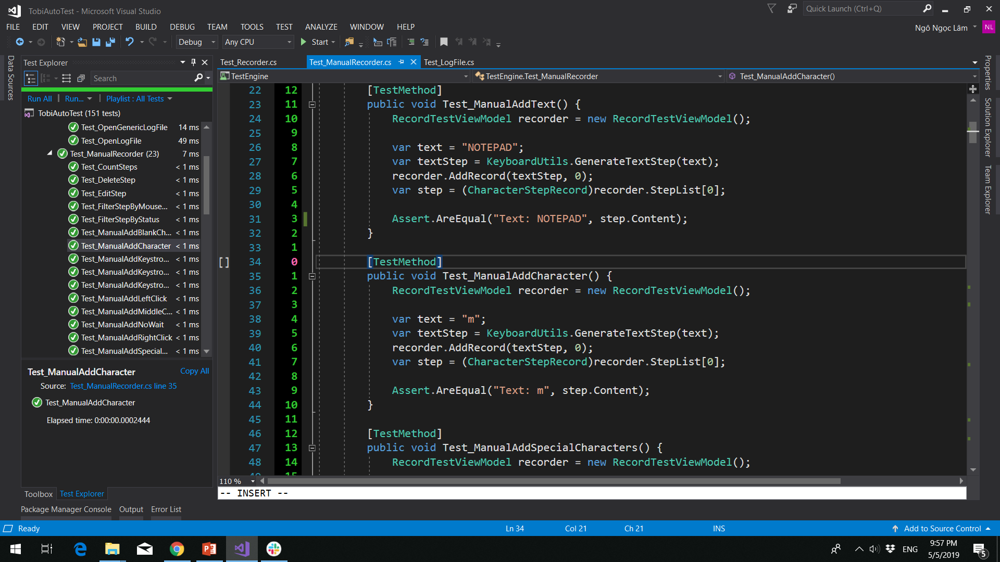 TobiAutoTest - Microsoft Visual Studio
Quick Launch (Ctrl+Q)
FILE EDIT VIEW PROJECT BUILD DEBUG TEAM TOOLS TEST ANALYZE WINDOW HELP
Ngô Ngọc Lâm NL
Debug Any CPU Start
Data Sources
Test Explorer
Search
Run All Run... Playlist : All Tests
TobiAutoTest (151 tests)
Test_OpenGenericLogFile 14 ms
Test_OpenLogFile 49 ms
Test_ManualRecorder (23) 7 ms
Test_CountSteps < 1 ms
Test_DeleteStep < 1 ms
Test_EditStep < 1 ms
Test_FilterStepByMouse... < 1 ms
Test_FilterStepByStatus < 1 ms
Test_ManualAddBlankCh... < 1 ms
Test_ManualAddCharacter < 1 ms
Test_ManualAddKeystro... < 1 ms
Test_ManualAddKeystro... < 1 ms
Test_ManualAddKeystro... < 1 ms
Test_ManualAddLeftClick < 1 ms
Test_ManualAddMiddleC... < 1 ms
Test_ManualAddNoWait < 1 ms
Test_ManualAddRightClick < 1 ms
Test_ManualAddSpecial... < 1 ms
Test_ManualAddCharacter Copy All
Source: Test_ManualRecorder.cs line 35
Test_ManualAddCharacter
Elapsed time: 0:00:00.0002444
Toolbox Test Explorer
Test_Recorder.cs Test_ManualRecorder.cs Test_LogFile.cs
TestEngine TestEngine.Test_ManualRecorder Test_ManualAddCharacter()
22 12 [TestMethod]
23 11 public void Test_ManualAddText() {
24 10 RecordTestViewModel recorder = new RecordTestViewModel();
25 9
26 8 var text = "NOTEPAD";
27 7 var textStep = KeyboardUtils.GenerateTextStep(text);
28 6 recorder.AddRecord(textStep, 0);
29 5 var step = (CharacterStepRecord)recorder.StepList[0];
30 4
31 3 Assert.AreEqual("Text: NOTEPAD", step.Content);
32 2 }
33 1
34 0 [TestMethod]
35 1 public void Test_ManualAddCharacter() {
36 2 RecordTestViewModel recorder = new RecordTestViewModel();
37 3
38 4 var text = "m";
39 5 var textStep = KeyboardUtils.GenerateTextStep(text);
40 6 recorder.AddRecord(textStep, 0);
41 7 var step = (CharacterStepRecord)recorder.StepList[0];
42 8
43 9 Assert.AreEqual("Text: m", step.Content);
44 10 }
45 11
46 12 [TestMethod]
47 13 public void Test_ManualAddSpecialCharacters() {
48 14 RecordTestViewModel recorder = new RecordTestViewModel();
49 15
110 %
-- INSERT --
Properties
Solution Explorer
Team Explorer
Package Manager Console Output Error List
Ready Ln 34 Col 21 Ch 21 INS Add to Source Control
ENG 9:57 PM
5/5/2019
5